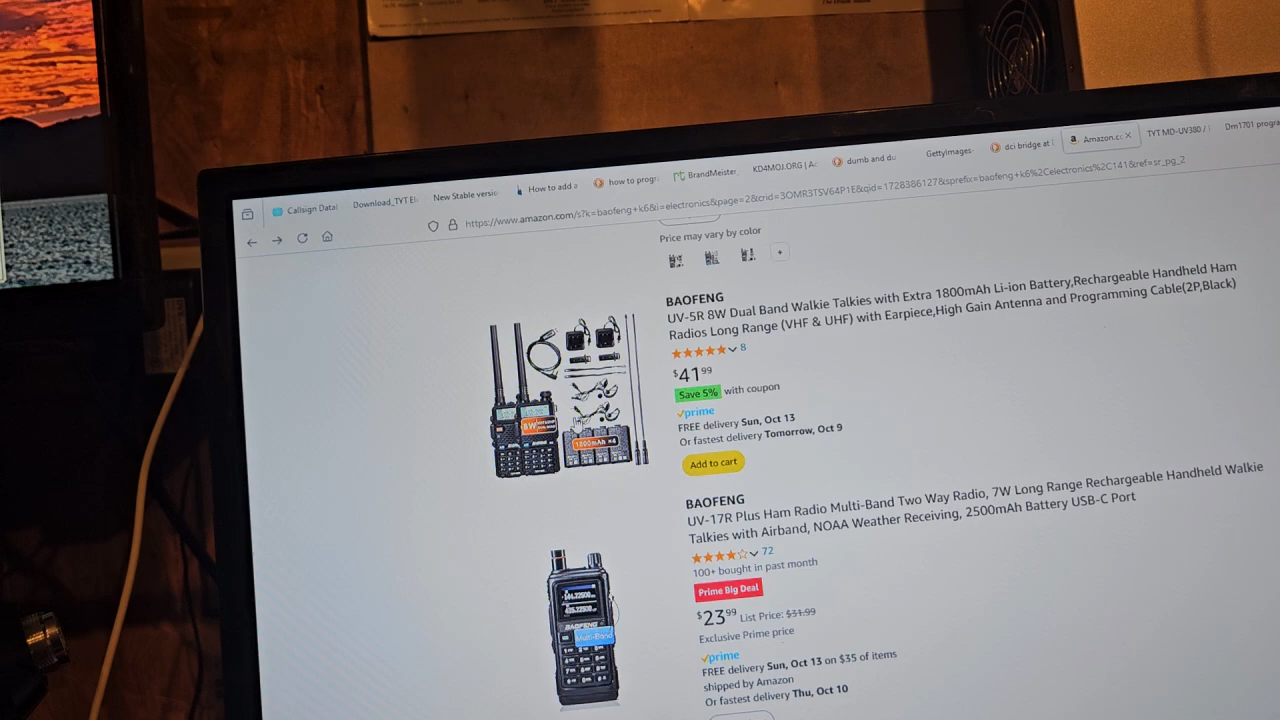 Callsign Datal
Download_TYT
New Stable versio
How to add a
how to progr
BrandMeister
KD4MOJ.ORG | A
dumb and du
GettyImages-
dci bridge at
Amazon.c
TYT MD-UV380 /
Dm1701 progra
https://www.amazon.com/s?k=baofeng+k6&i=electronics&page=2&crid=3OMR3TSV64P1E&qid=1728386127&sprefix=baofeng+k6%2Celectronics%2C141&ref=sr_pg_2
Price may vary by color
BAOFENG
UV-5R 8W Dual Band Walkie Talkies with Extra 1800mAh Li-ion Battery,Rechargeable Handheld Ham
Radios Long Range (VHF & UHF) with Earpiece,High Gain Antenna and Programming Cable(2P,Black)
8
$41 99
Save 5% with coupon
prime
FREE delivery Sun, Oct 13
Or fastest delivery Tomorrow, Oct 9
Add to cart
8W
1800mAh
BAOFENG
UV-17R Plus Ham Radio Multi-Band Two Way Radio, 7W Long Range Rechargeable Handheld Walkie
Talkies with Airband, NOAA Weather Receiving, 2500mAh Battery USB-C Port
72
100+ bought in past month
Prime Big Deal
$23 99 List Price: $31.99
Exclusive Prime price
prime
FREE delivery Sun, Oct 13 on $35 of items
shipped by Amazon
Or fastest delivery Thu, Oct 10
BAOFENG
Multi-Band